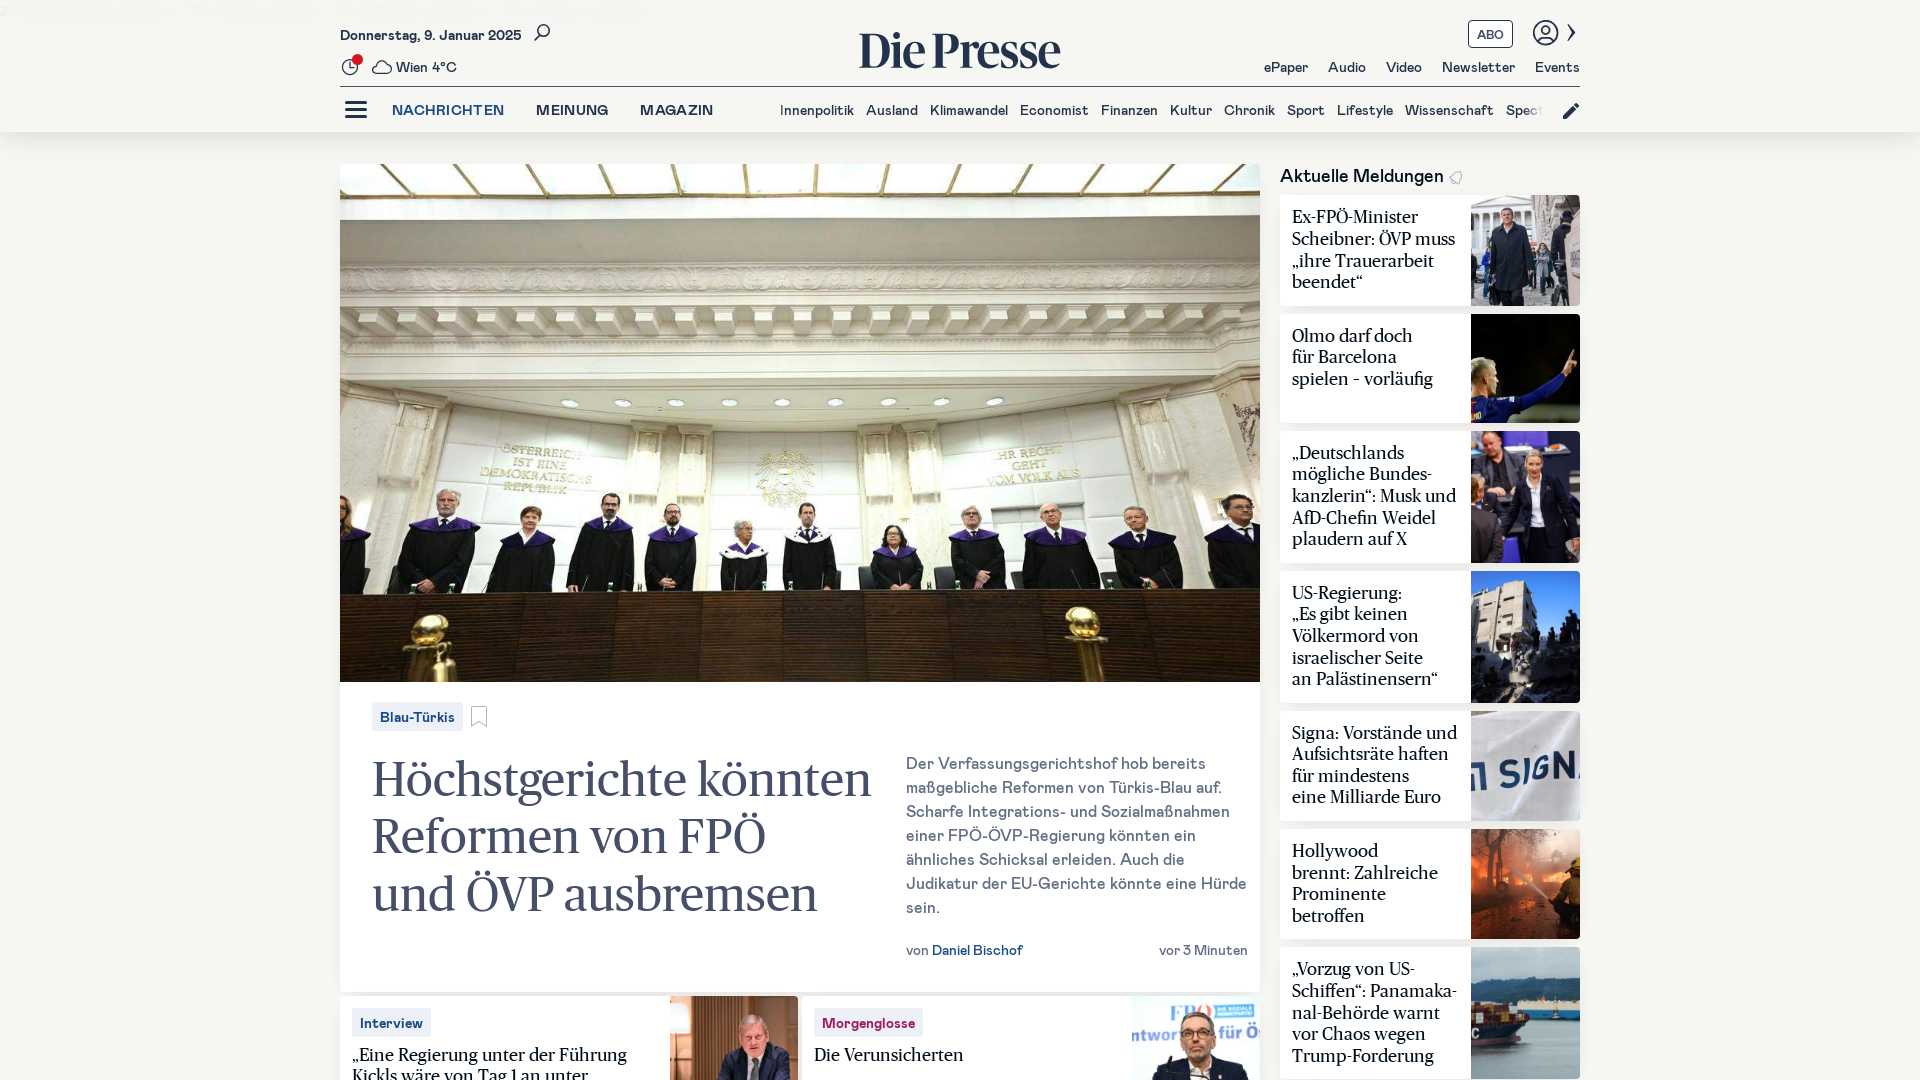 Donnerstag, 9. Januar 2025
Wien 4°C
Die Presse
ABO
ePaper Audio Video Newsletter Events
NACHRICHTEN MEINUNG MAGAZIN
Innenpolitik Ausland Klimawandel Economist Finanzen Kultur Chronik Sport Lifestyle Wissenschaft Spect
ÖSTERREICH
IST EINE
DEMOKRATISCHE
REPUBLIK
IHR RECHT
GEHT
VOM VOLK AUS
Blau-Türkis
Höchstgerichte könnten
Reformen von FPÖ
und ÖVP ausbremsen
Der Verfassungsgerichtshof hob bereits
maßgebliche Reformen von Türkis-Blau auf.
Scharfe Integrations- und Sozialmaßnahmen
einer FPÖ-ÖVP-Regierung könnten ein
ähnliches Schicksal erleiden. Auch die
Judikatur der EU-Gerichte könnte eine Hürde
sein.
von Daniel Bischof
vor 3 Minuten
Interview
„Eine Regierung unter der Führung
Kickls wäre von Tag 1 an unter
Morgenglosse
Die Verunsicherten
FPÖ
für
Aktuelle Meldungen
Ex-FPÖ-Minister
Scheibner: ÖVP muss
„ihre Trauerarbeit
beendet“
Olmo darf doch
für Barcelona
spielen – vorläufig
„Deutschlands
mögliche Bundes-
kanzlerin“: Musk und
AfD-Chefin Weidel
plaudern auf X
US-Regierung:
„Es gibt keinen
Völkermord von
israelischer Seite
an Palästinensern“
Signa: Vorstände und
Aufsichtsräte haften
für mindestens
eine Milliarde Euro
SIGNA
Hollywood
brennt: Zahlreiche
Prominente
betroffen
„Vorzug von US-
Schiffen“: Panamaka-
nal-Behörde warnt
vor Chaos wegen
Trump-Forderung